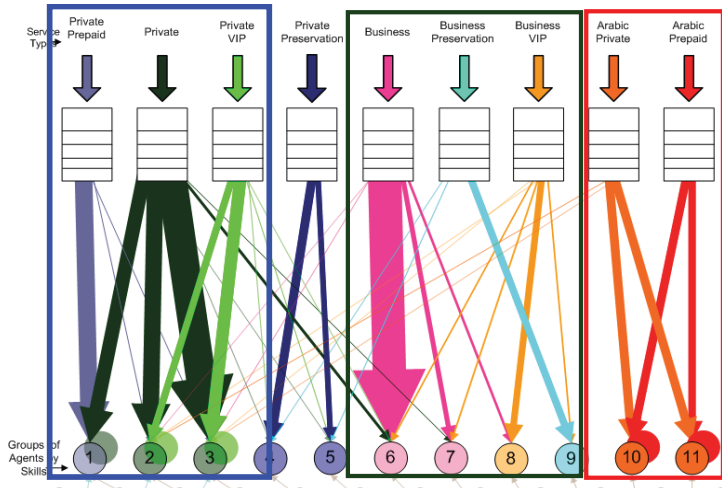 Service
Types
Private
Prepaid
Private
Private
VIP
Private
Preservation
Business
Business
Preservation
Business
VIP
Arabic
Private
Arabic
Prepaid
Groups of
Agents by
Skills
1 2 3 4 5 6 7 8 9 10 11